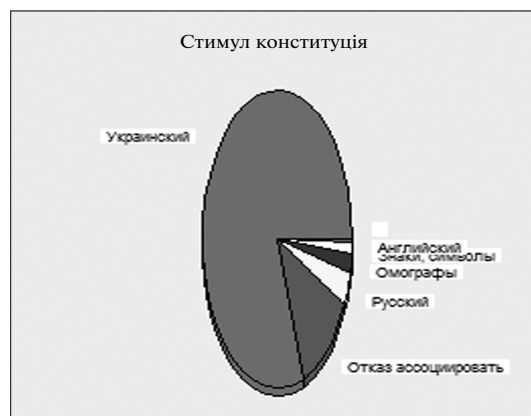 Стимул конституція
Украинский
Английский
Знаки, символы
Омографы
Русский
Отказ ассоциировать